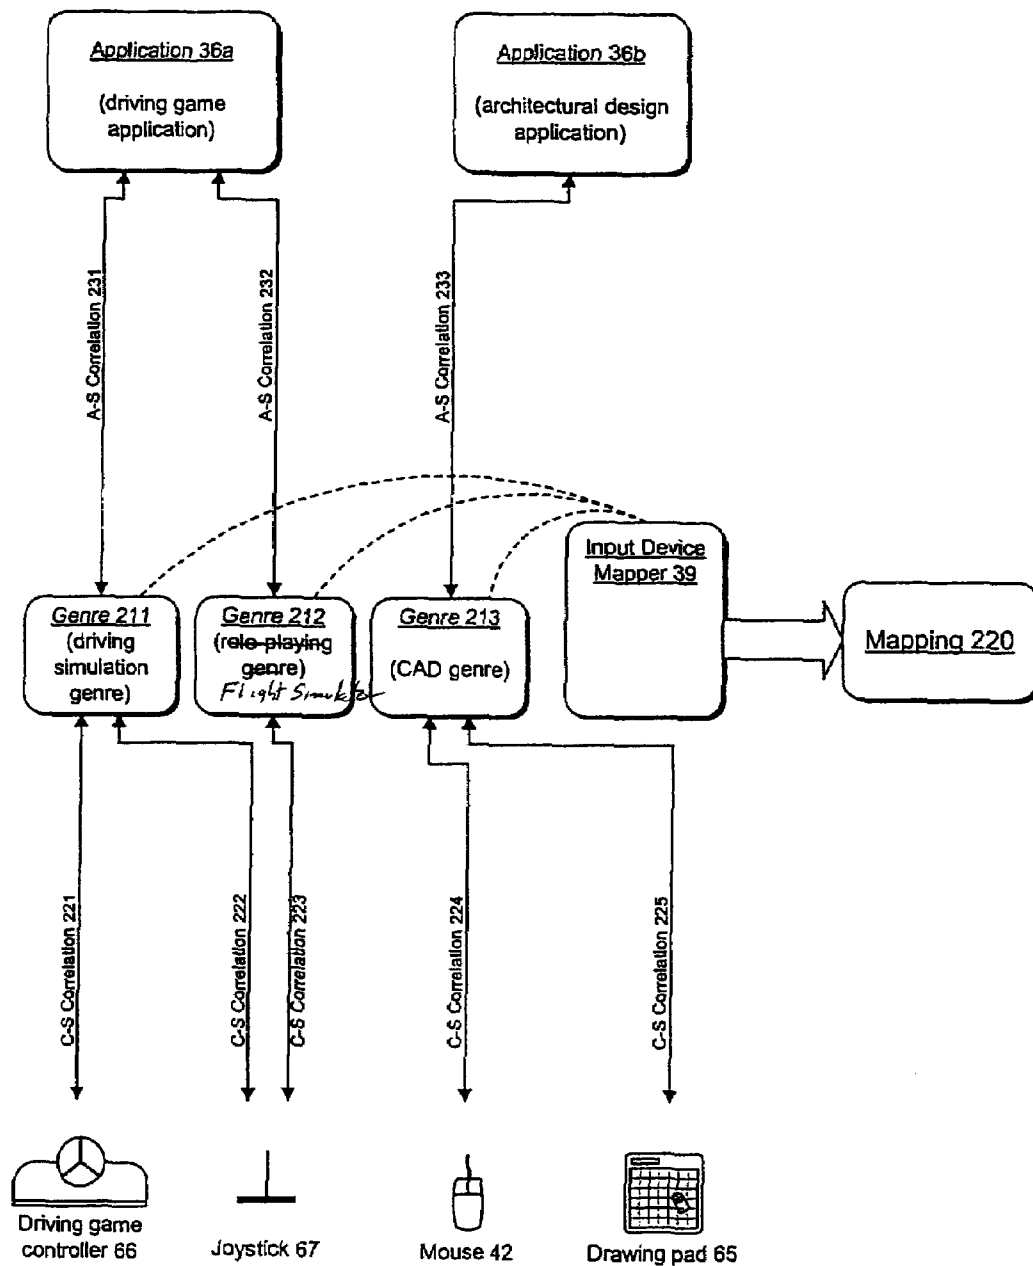 Application 36a
(driving game
application)
Application 36b
(architectural design
application)
A-S Correlation 231
A-S Correlation 232
A-S Correlation 233
Input Device
Mapper 39
Mapping 220
Genre 211
(driving
simulation
genre)
Genre 212
(role-playing
genre)
Flight Simulator
Genre 213
(CAD genre)
C-S Correlation 221
C-S Correlation 222
C-S Correlation 223
C-S Correlation 224
C-S Correlation 225
Driving game
controller 66
Joystick 67
Mouse 42
Drawing pad 65